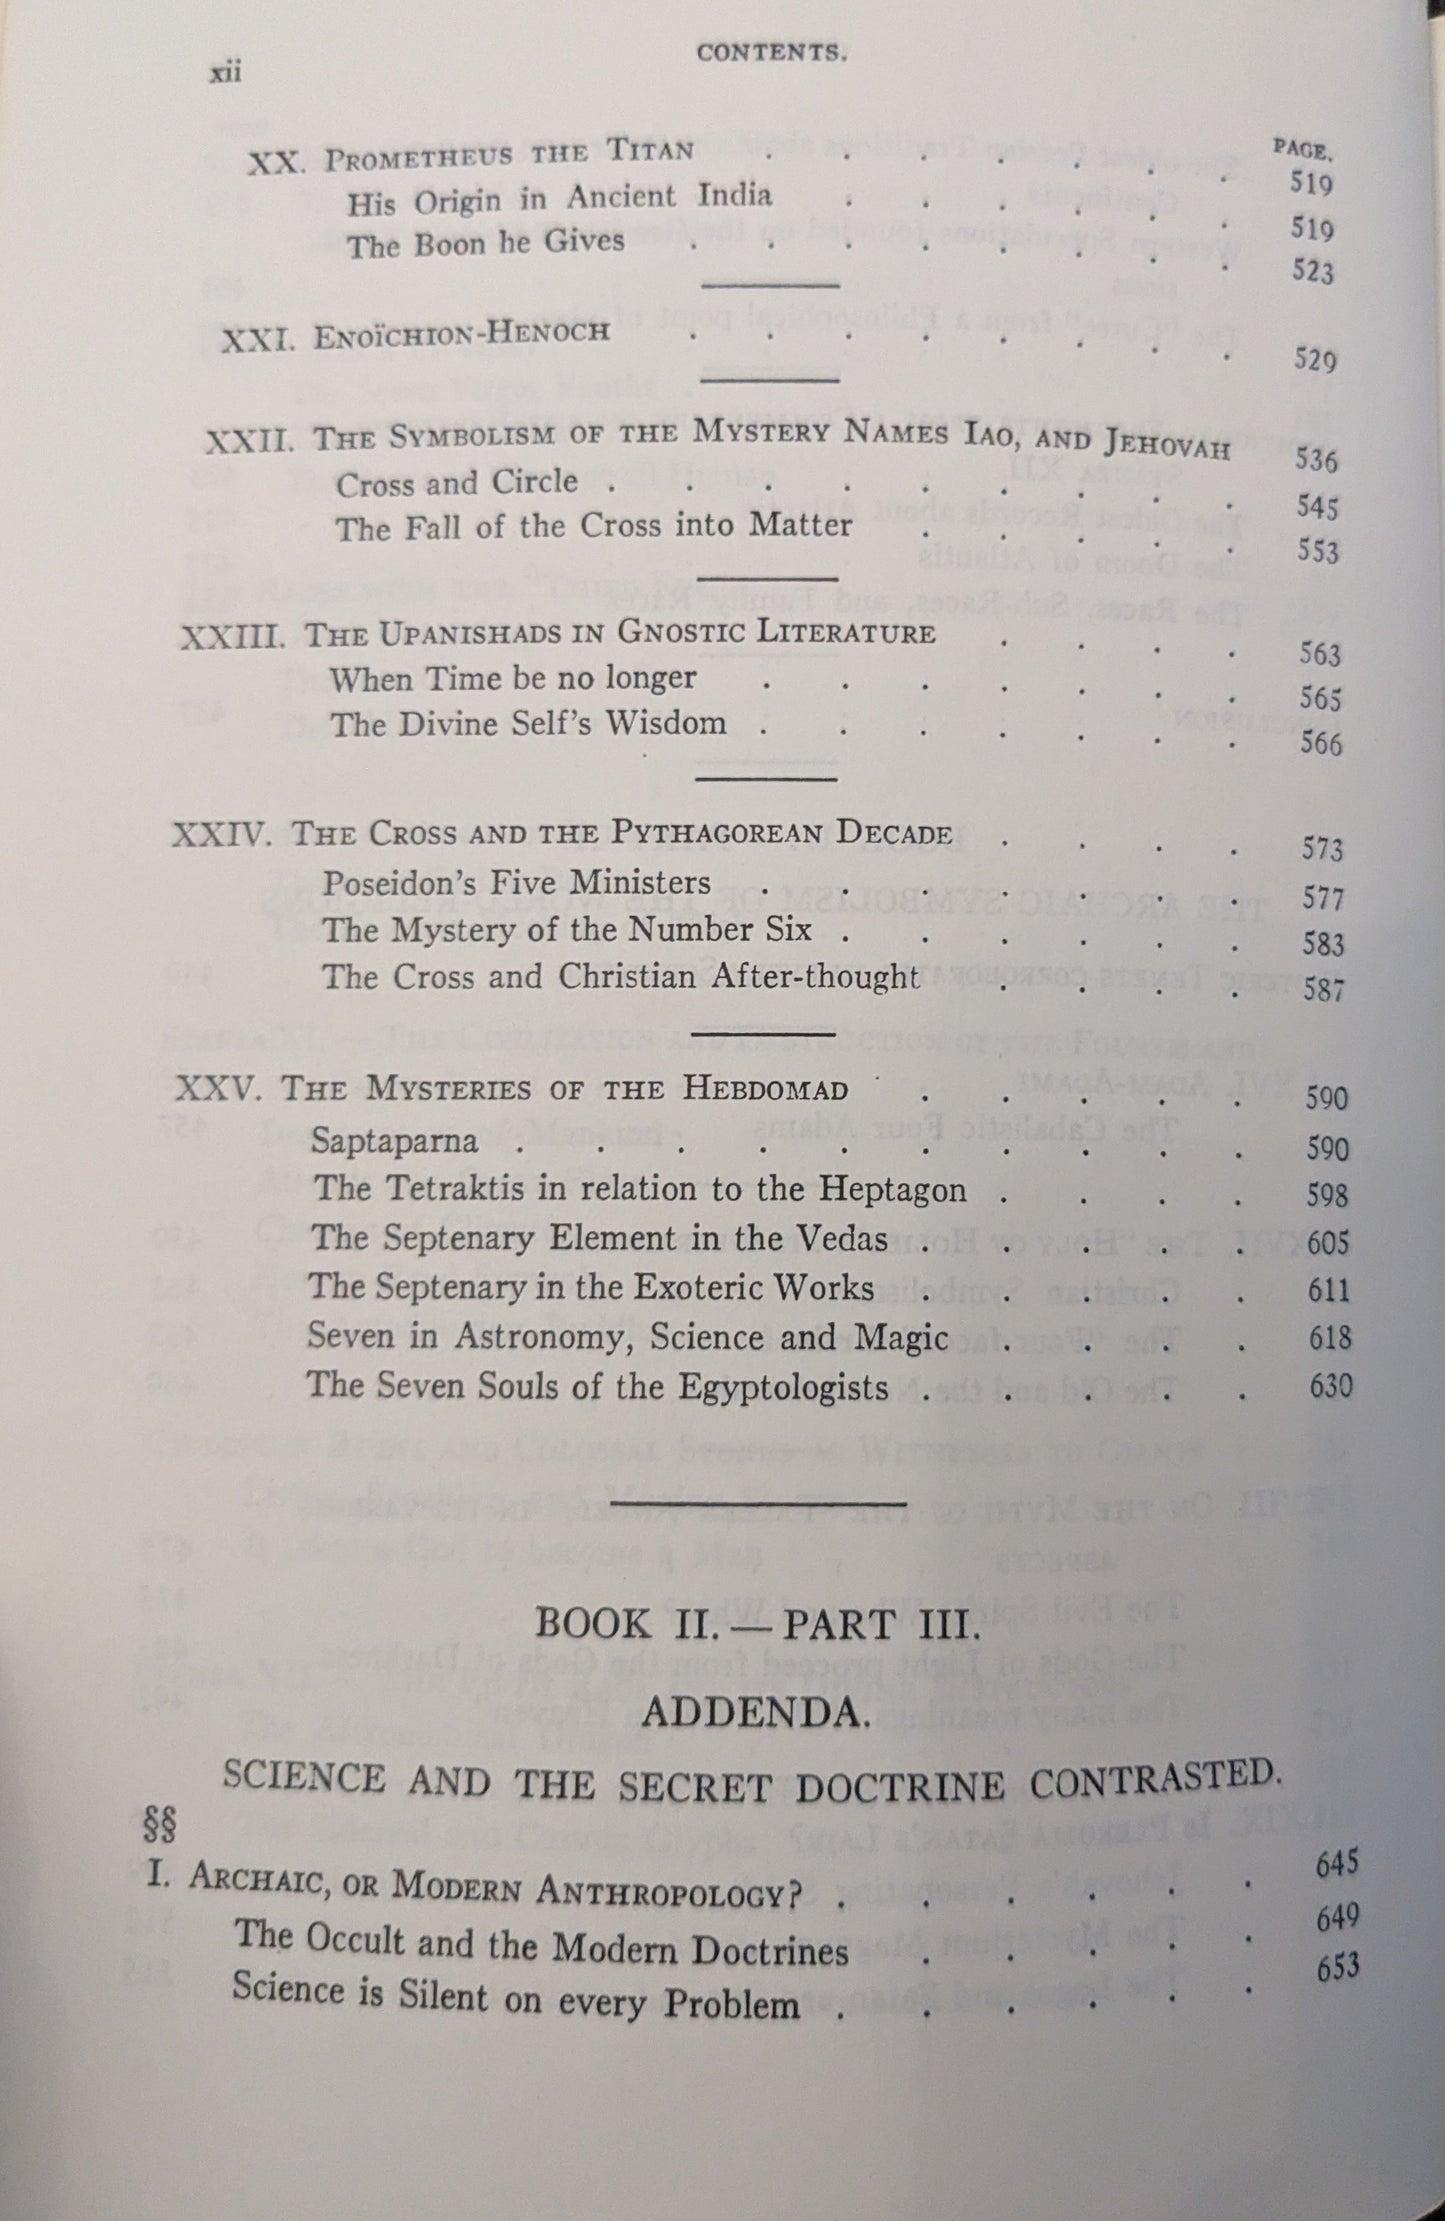 xii
CONTENTS.
PAGE.
XX. PROMETHEUS THE TITAN . . . . . . . 519
His Origin in Ancient India . . . . . . 519
The Boon he Gives . . . . . . . . 523
XXI. ENOÏCHION-HENOCH . . . . . . . . 529
XXII. THE SYMBOLISM OF THE MYSTERY NAMES IAO, AND JEHOVAH 536
Cross and Circle . . . . . . . . . 545
The Fall of the Cross into Matter . . . . . 553
XXIII. THE UPANISHADS IN GNOSTIC LITERATURE . . . . 563
When Time be no longer . . . . . . . 565
The Divine Self's Wisdom . . . . . . . 566
XXIV. THE CROSS AND THE PYTHAGOREAN DECADE . . . . 573
Poseidon's Five Ministers . . . . . . . 577
The Mystery of the Number Six . . . . . . 583
The Cross and Christian After-thought . . . . 587
XXV. THE MYSTERIES OF THE HEBDOMAD . . . . . 590
Saptaparna . . . . . . . . . . 590
The Tetraktis in relation to the Heptagon . . . . 598
The Septenary Element in the Vedas . . . . . 605
The Septenary in the Exoteric Works . . . . . 611
Seven in Astronomy, Science and Magic . . . . 618
The Seven Souls of the Egyptologists . . . . . 630
BOOK II. — PART III.
ADDENDA.
SCIENCE AND THE SECRET DOCTRINE CONTRASTED.
§§
I. ARCHAIC, OR MODERN ANTHROPOLOGY? . . . . . . 645
The Occult and the Modern Doctrines . . . . . 649
Science is Silent on every Problem . . . . . . 653